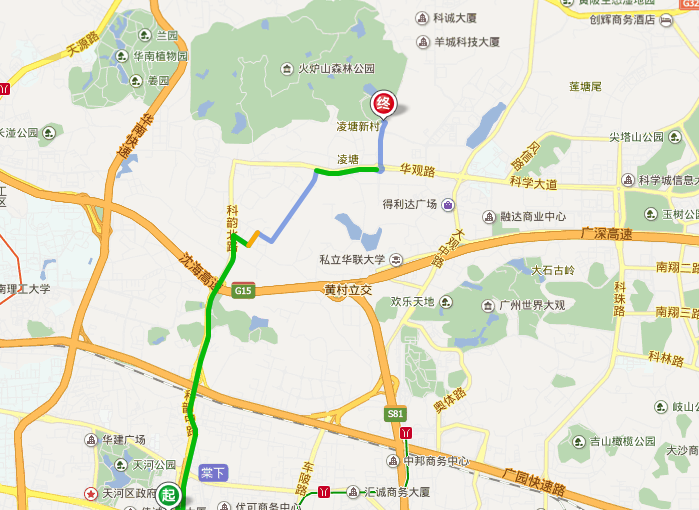 创辉商务酒店
G32
科诚大厦
羊城科技大厦
天源路
兰园
华南植物园
姜园
火炉山森林公园
莲塘尾
终
凌塘新村
华南快速
长湴公园
尖塔山公园
风信路
凌塘
华观路
科学大道
科学城信息大
得利达广场
融达商业中心
玉树公
科韵北路
大观中路
广深高速
沈海高速
私立华联大学
大石古岭
南翔二路
G15
黄村立交
欢乐天地
广州世界大观
科珠路
南翔三路
南理工大学
科林路
奥体路
S81
岐山公
华建广场
吉山橄榄公园
天河公园
棠下
车陂路
中邦商务中心
大沙商
广园快速路
天河区政府
起
汇诚商务大厦
优可商务中心